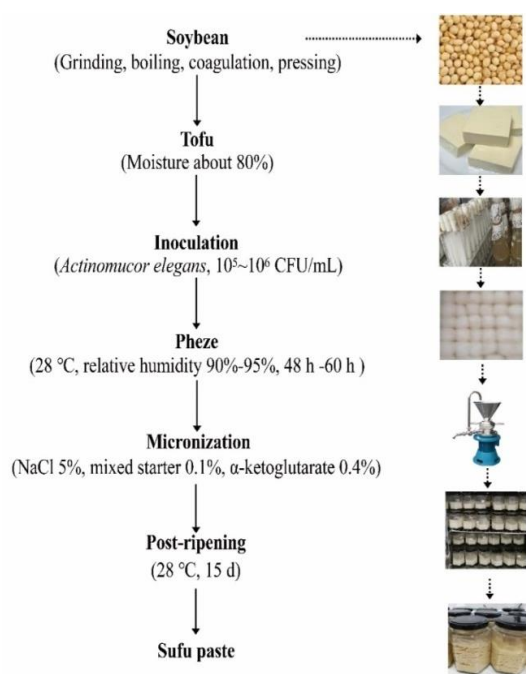 Soybean
(Grinding, boiling, coagulation, pressing)
Tofu
(Moisture about 80%)
Inoculation
(Actinomucor elegans, 10⁵~10⁶ CFU/mL)
Pheze
(28 ℃, relative humidity 90%-95%, 48 h -60 h )
Micronization
(NaCl 5%, mixed starter 0.1%, α-ketoglutarate 0.4%)
Post-ripening
(28 ℃, 15 d)
Sufu paste